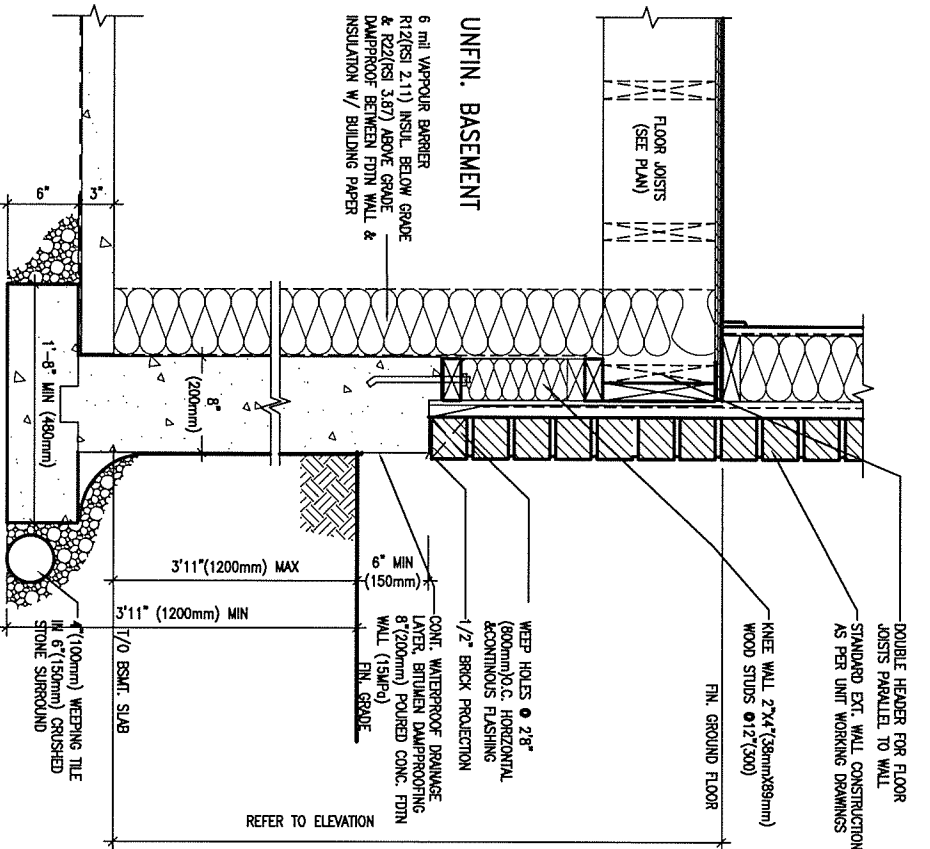 UNFIN. BASEMENT
6 mil VAPPOUR BARRIER
R12(RSI 2.11) INSUL. BELOW GRADE
& R22(RSI 3.87) ABOVE GRADE
DAMPPROOF BETWEEN FDTN WALL &
INSULATION W/ BUILDING PAPER
FLOOR JOISTS
(SEE PLAN)
DOUBLE HEADER FOR FLOOR
JOISTS PARALLEL TO WALL
STANDARD EXT. WALL CONSTRUCTION
AS PER UNIT WORKING DRAWINGS
KNEE WALL 2"X4"(38mmX89mm)
WOOD STUDS @12"(300)
FIN. GROUND FLOOR
WEEP HOLES @ 2'8"
(800mm)O.C. HORIZONTAL
&CONTINOUS FLASHING
1/2" BRICK PROJECTION
CONT. WATERPROOF DRAINAGE
LAYER, BITUMEN DAMPPROOFING
8"(200mm) POURED CONC. FDTN
WALL (15MPa)
FIN. GRADE
6" MIN
(150mm)
3'11"(1200mm) MAX
3'11" (1200mm) MIN
8"
(200mm)
6"
3"
1'-8" MIN (480mm)
T/O BSMT. SLAB
4"(100mm) WEEPING TILE
IN 6"(150mm) CRUSHED
STONE SURROUND
REFER TO ELEVATION